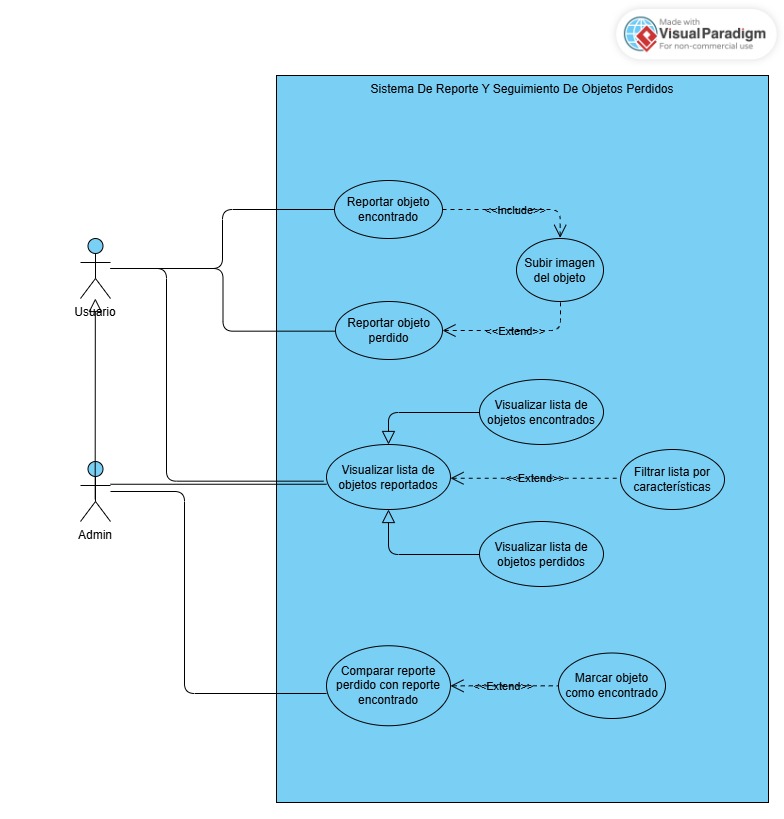 Made with
VisualParadigm
For non-commercial use
Sistema De Reporte Y Seguimiento De Objetos Perdidos
Reportar objeto
encontrado
<<Include>>
Subir imagen
del objeto
Usuario
Reportar objeto
perdido
<<Extend>>
Visualizar lista de
objetos encontrados
Visualizar lista de
objetos reportados
<<Extend>>
Filtrar lista por
características
Admin
Visualizar lista de
objetos perdidos
Comparar reporte
perdido con reporte
encontrado
<<Extend>>
Marcar objeto
como encontrado